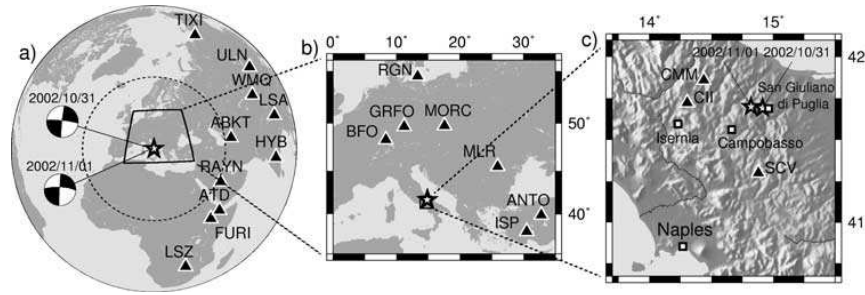 a)
TIXI
ULN
WMQ
LSA
ABKT
HYB
RAYN
ATD
FURI
LSZ
2002/10/31
2002/11/01
b)
0° 10° 20° 30°
50°
40°
RGN
GRFO
MORC
BFO
MLR
ANTO
ISP
c)
14° 15°
42°
41°
2002/11/01 2002/10/31
CMM
CII
San Giuliano
di Puglia
Isernia
Campobasso
SCV
Naples